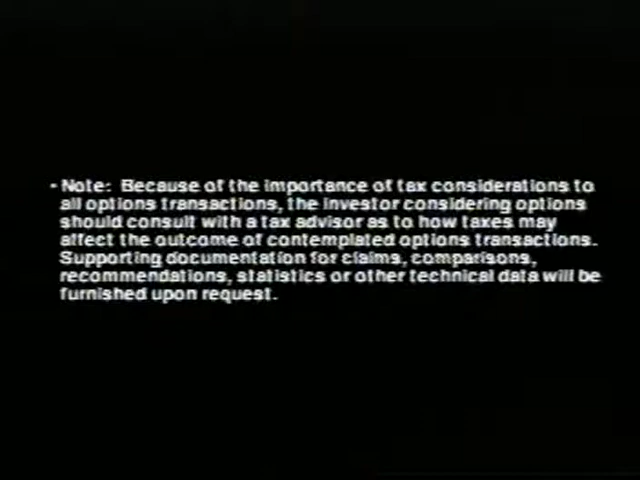 • Note: Because of the importance of tax considerations to
all options transactions, the investor considering options
should consult with a tax advisor as to how taxes may
affect the outcome of contemplated options transactions.
Supporting documentation for claims, comparisons,
recommendations, statistics or other technical data will be
furnished upon request.